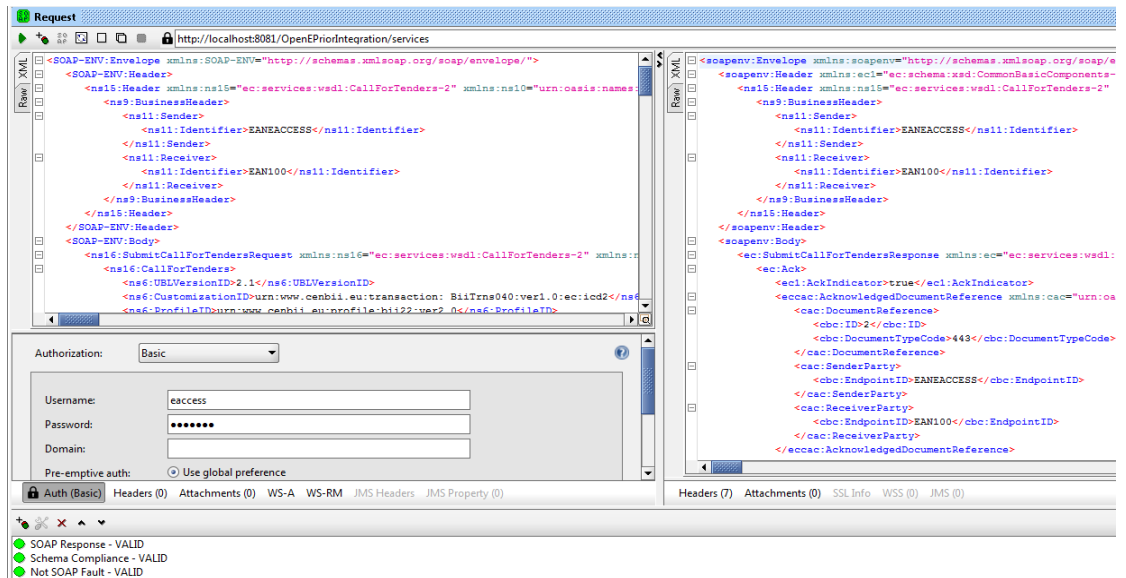 Request
http://localhost:8081/OpenEPriorIntegration/services
XML
Raw
<SOAP-ENV:Envelope xmlns:SOAP-ENV="http://schemas.xmlsoap.org/soap/envelope/">
<SOAP-ENV:Header>
<ns15:Header xmlns:ns15="ec:services:wsdl:CallForTenders-2" xmlns:ns10="urn:oasis:names:
<ns9:BusinessHeader>
<ns11:Sender>
<ns11:Identifier>EANEACCESS</ns11:Identifier>
</ns11:Sender>
<ns11:Receiver>
<ns11:Identifier>EAN100</ns11:Identifier>
</ns11:Receiver>
</ns9:BusinessHeader>
</ns15:Header>
</SOAP-ENV:Header>
<SOAP-ENV:Body>
<ns16:SubmitCallForTendersRequest xmlns:ns16="ec:services:wsdl:CallForTenders-2" xmlns:n
<ns16:CallForTenders>
<ns6:UBLVersionID>2.1</ns6:UBLVersionID>
<ns6:CustomizationID>urn:www.cenbii.eu:transaction: BiiTrns040:ver1.0:ec:icd2</ns6
<ns6:ProfileID>urn:www.cenbii.eu:profile:bii22:ver2.0</ns6:ProfileID>
Authorization:
Basic
Username:
eaccess
Password:
•••••••
Domain:
Pre-emptive auth:
Use global preference
Auth (Basic) Headers (0) Attachments (0) WS-A WS-RM JMS Headers JMS Property (0)
XML
Raw
<soapenv:Envelope xmlns:soapenv="http://schemas.xmlsoap.org/soap/e
<soapenv:Header xmlns:ec1="ec:schema:xsd:CommonBasicComponents-
<ns15:Header xmlns:ns15="ec:services:wsdl:CallForTenders-2"
<ns9:BusinessHeader>
<ns11:Sender>
<ns11:Identifier>EANEACCESS</ns11:Identifier>
</ns11:Sender>
<ns11:Receiver>
<ns11:Identifier>EAN100</ns11:Identifier>
</ns11:Receiver>
</ns9:BusinessHeader>
</ns15:Header>
</soapenv:Header>
<soapenv:Body>
<ec:SubmitCallForTendersResponse xmlns:ec="ec:services:wsdl:
<ec:Ack>
<ec1:AckIndicator>true</ec1:AckIndicator>
<eccac:AcknowledgedDocumentReference xmlns:cac="urn:oa
<cac:DocumentReference>
<cbc:ID>2</cbc:ID>
<cbc:DocumentTypeCode>443</cbc:DocumentTypeCode>
</cac:DocumentReference>
<cac:SenderParty>
<cbc:EndpointID>EANEACCESS</cbc:EndpointID>
</cac:SenderParty>
<cac:ReceiverParty>
<cbc:EndpointID>EAN100</cbc:EndpointID>
</cac:ReceiverParty>
</eccac:AcknowledgedDocumentReference>
Headers (7) Attachments (0) SSL Info WSS (0) JMS (0)
SOAP Response - VALID
Schema Compliance - VALID
Not SOAP Fault - VALID